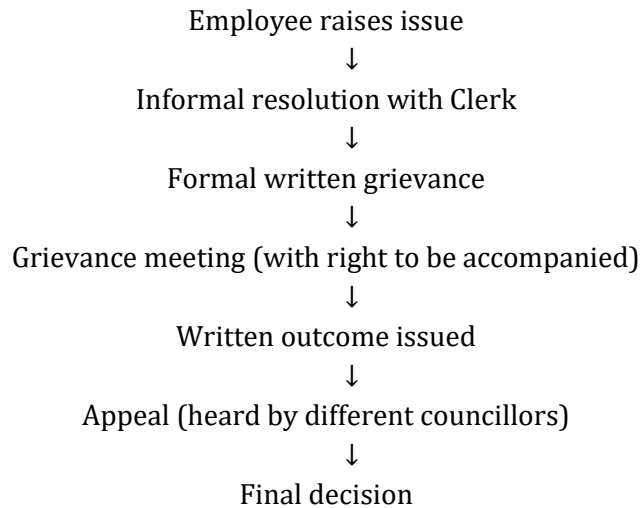 Employee raises issue
↓
Informal resolution with Clerk
↓
Formal written grievance
↓
Grievance meeting (with right to be accompanied)
↓
Written outcome issued
↓
Appeal (heard by different councillors)
↓
Final decision